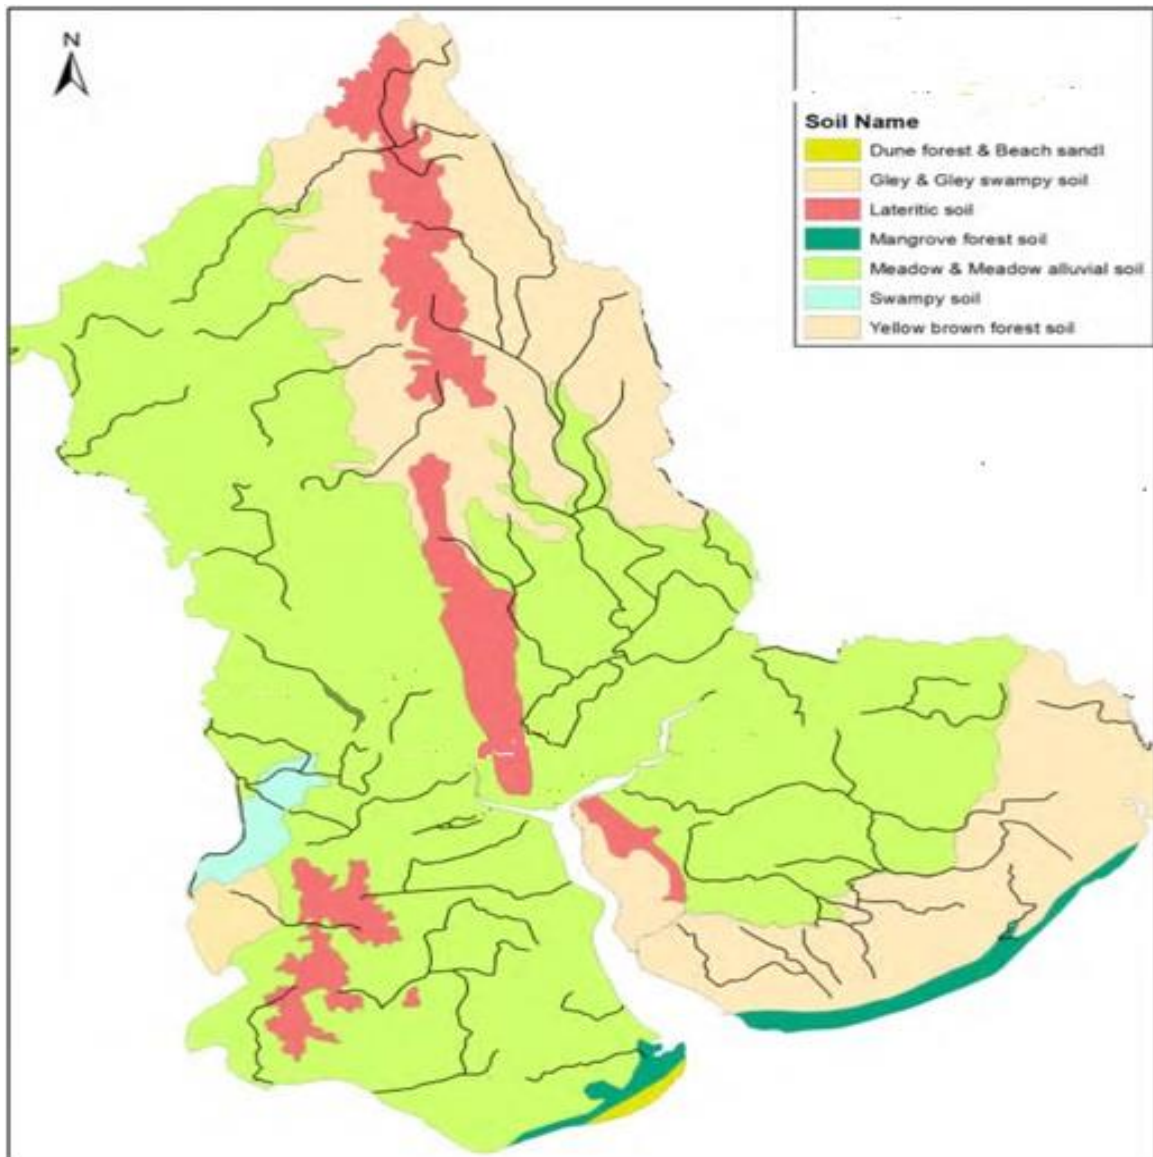 N
Soil Name
Dune forest & Beach sandl
Gley & Gley swampy soil
Lateritic soil
Mangrove forest soil
Meadow & Meadow alluvial soil
Swampy soil
Yellow brown forest soil